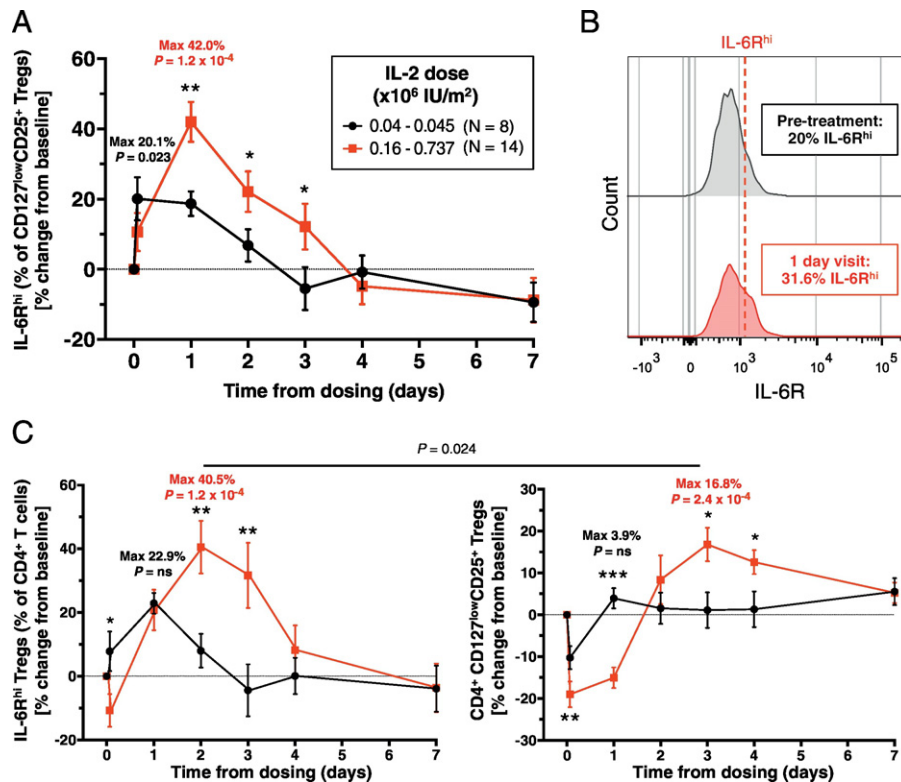 A
IL-6Rʰⁱ (% of CD127ˡᵒʷCD25⁺ Tregs)
[% change from baseline]
60
40
20
0
-20
Max 42.0%
P = 1.2 x 10⁻⁴
**
Max 20.1%
P = 0.023
*
*
IL-2 dose
(x10⁶ IU/m²)
0.04 - 0.045 (N = 8)
0.16 - 0.737 (N = 14)
0 1 2 3 4 5 6 7
Time from dosing (days)
B
IL-6Rʰⁱ
Count
Pre-treatment:
20% IL-6Rʰⁱ
1 day visit:
31.6% IL-6Rʰⁱ
-10³ 0 10³ 10⁴ 10⁵
IL-6R
C
P = 0.024
IL-6Rʰⁱ Tregs (% of CD4⁺ T cells)
[% change from baseline]
60
40
20
0
-20
Max 40.5%
P = 1.2 x 10⁻⁴
** **
Max 22.9%
P = ns
*
0 1 2 3 4 5 6 7
Time from dosing (days)
CD4⁺ CD127ˡᵒʷCD25⁺ Tregs
[% change from baseline]
30
20
10
0
-10
-20
-30
Max 16.8%
P = 2.4 x 10⁻⁴
* *
Max 3.9%
P = ns
***
**
0 1 2 3 4 5 6 7
Time from dosing (days)